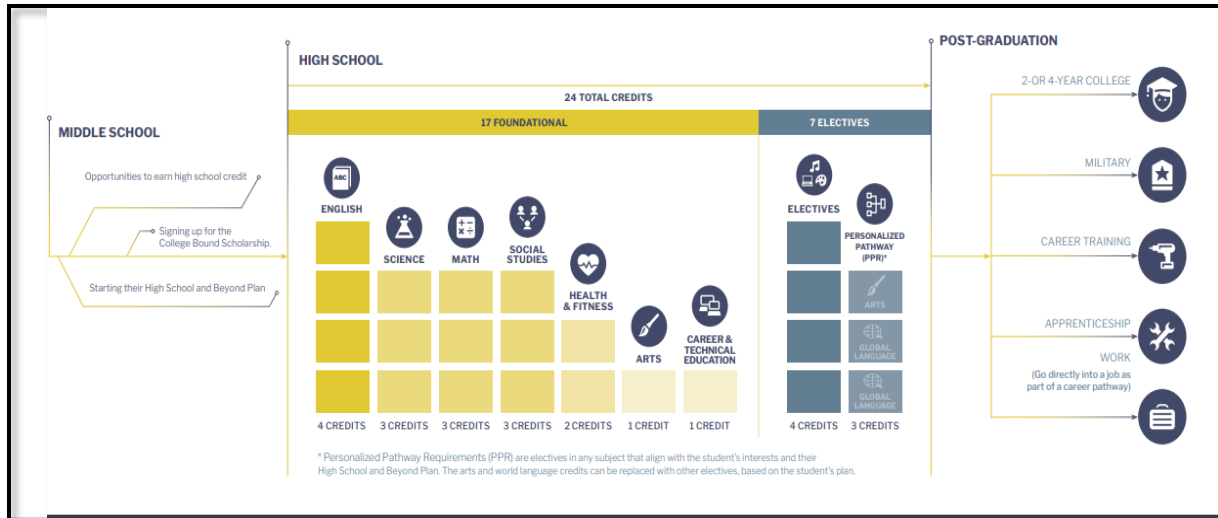 MIDDLE SCHOOL
Opportunities to earn high school credit
Signing up for the
College Bound Scholarship.
Starting their High School and Beyond Plan
HIGH SCHOOL
24 TOTAL CREDITS
17 FOUNDATIONAL
7 ELECTIVES
ABC
ENGLISH
SCIENCE
MATH
SOCIAL
STUDIES
HEALTH
& FITNESS
ARTS
CAREER &
TECHNICAL
EDUCATION
ELECTIVES
PERSONALIZED
PATHWAY
(PPR)*
ARTS
GLOBAL
LANGUAGE
GLOBAL
LANGUAGE
4 CREDITS
3 CREDITS
3 CREDITS
3 CREDITS
2 CREDITS
1 CREDIT
1 CREDIT
4 CREDITS
3 CREDITS
* Personalized Pathway Requirements (PPR) are electives in any subject that align with the student's interests and their
High School and Beyond Plan. The arts and world language credits can be replaced with other electives, based on the student's plan.
POST-GRADUATION
2-OR 4-YEAR COLLEGE
MILITARY
CAREER TRAINING
APPRENTICESHIP
WORK
(Go directly into a job as
part of a career pathway)